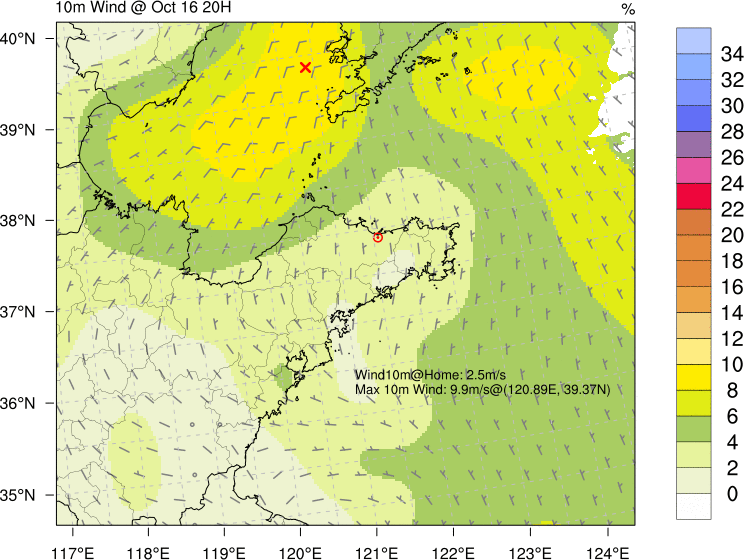 10m Wind @ Oct 16 20H
%
40°N
39°N
38°N
37°N
36°N
35°N
34
32
30
28
26
24
22
20
18
16
14
12
10
8
6
4
2
0
Wind10m@Home: 2.5m/s
Max 10m Wind: 9.9m/s@(120.89E, 39.37N)
117°E 118°E 119°E 120°E 121°E 122°E 123°E 124°E